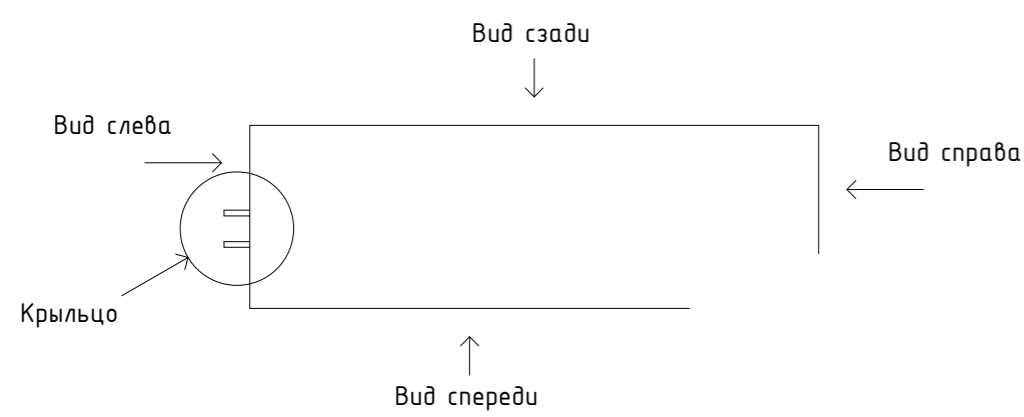 Вид сзади
Вид слева
Вид справа
Крыльцо
Вид спереди